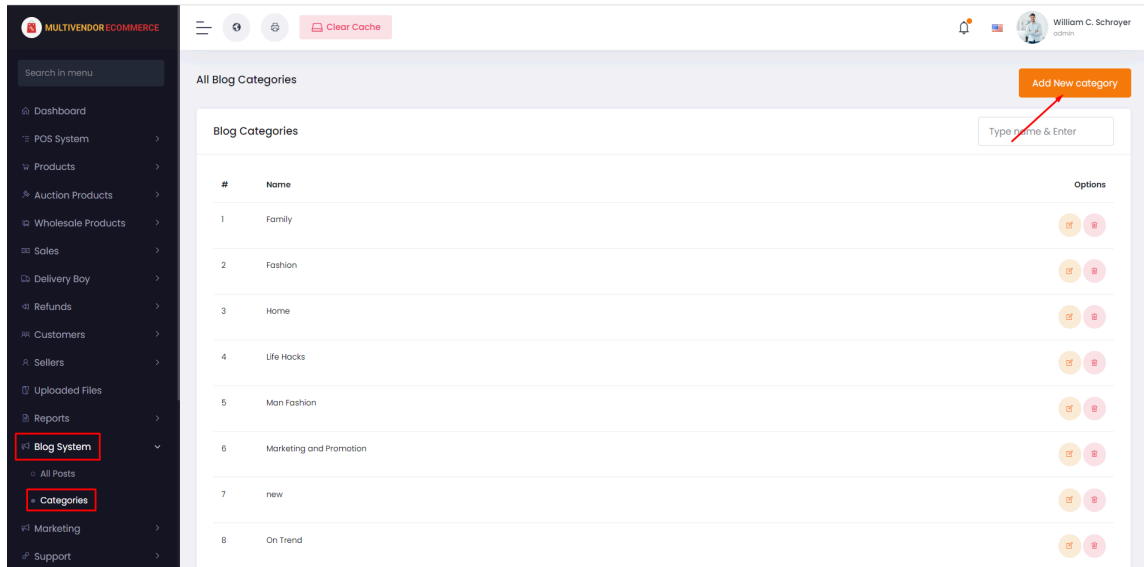 MULTIVENDOR ECOMMERCE
Clear Cache
William C. Schroyer
admin
Search in menu
Dashboard
POS System
Products
Auction Products
Wholesale Products
Sales
Delivery Boy
Refunds
Customers
Sellers
Uploaded Files
Reports
Blog System
All Posts
Categories
Marketing
Support
All Blog Categories
Add New category
Blog Categories
Type name & Enter
# Name Options
1 Family
2 Fashion
3 Home
4 Life Hacks
5 Man Fashion
6 Marketing and Promotion
7 new
8 On Trend